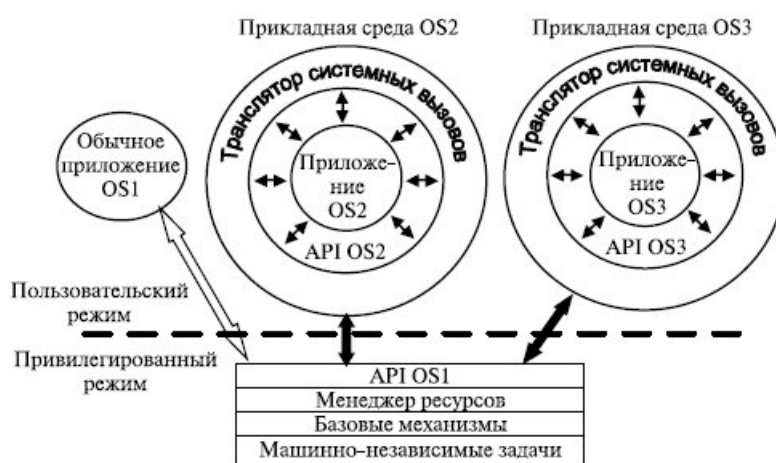 Прикладная среда OS2
Прикладная среда OS3
Транслятор системных вызовов
Транслятор системных вызовов
Обычное
приложение
OS1
Приложе-
ние
OS2
API OS2
Приложе-
ние
OS3
API OS3
Пользовательский
режим
Привилегированный
режим
API OS1
Менеджер ресурсов
Базовые механизмы
Машинно-независимые задачи